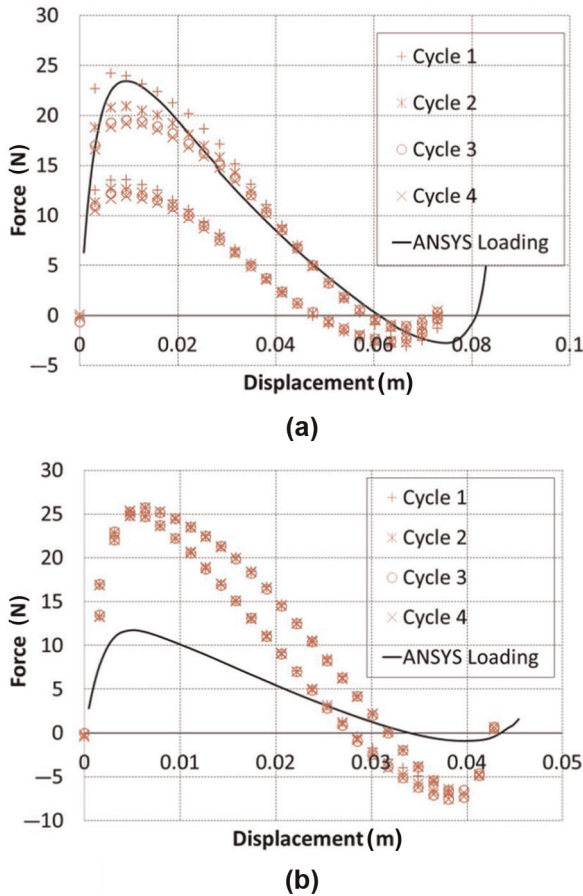 30
25
20
15
10
5
0
—5
0
0.02
0.04
0.06
0.08
0.1
Force (N)
Displacement (m)
Cycle 1
Cycle 2
Cycle 3
Cycle 4
ANSYS Loading
(a)
30
25
20
15
10
5
0
—5
—10
0
0.01
0.02
0.03
0.04
0.05
Force (N)
Displacement (m)
Cycle 1
Cycle 2
Cycle 3
Cycle 4
ANSYS Loading
(b)